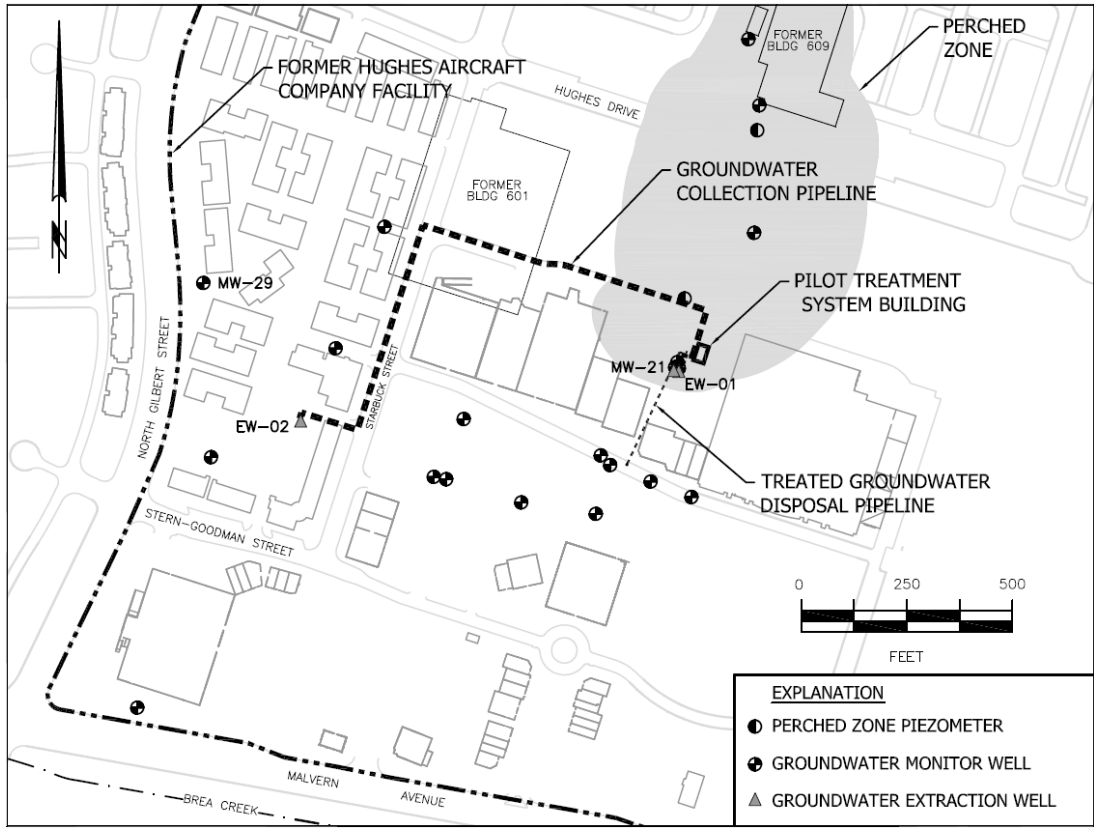 FORMER
BLDG 609
PERCHED
ZONE
FORMER HUGHES AIRCRAFT
COMPANY FACILITY
HUGHES DRIVE
GROUNDWATER
COLLECTION PIPELINE
FORMER
BLDG 601
N
MW-29
PILOT TREATMENT
SYSTEM BUILDING
NORTH GILBERT STREET
STARBUCK STREET
MW-21
EW-01
EW-02
TREATED GROUNDWATER
DISPOSAL PIPELINE
STERN-GOODMAN STREET
0 250 500
FEET
EXPLANATION
PERCHED ZONE PIEZOMETER
GROUNDWATER MONITOR WELL
GROUNDWATER EXTRACTION WELL
MALVERN AVENUE
BREA CREEK